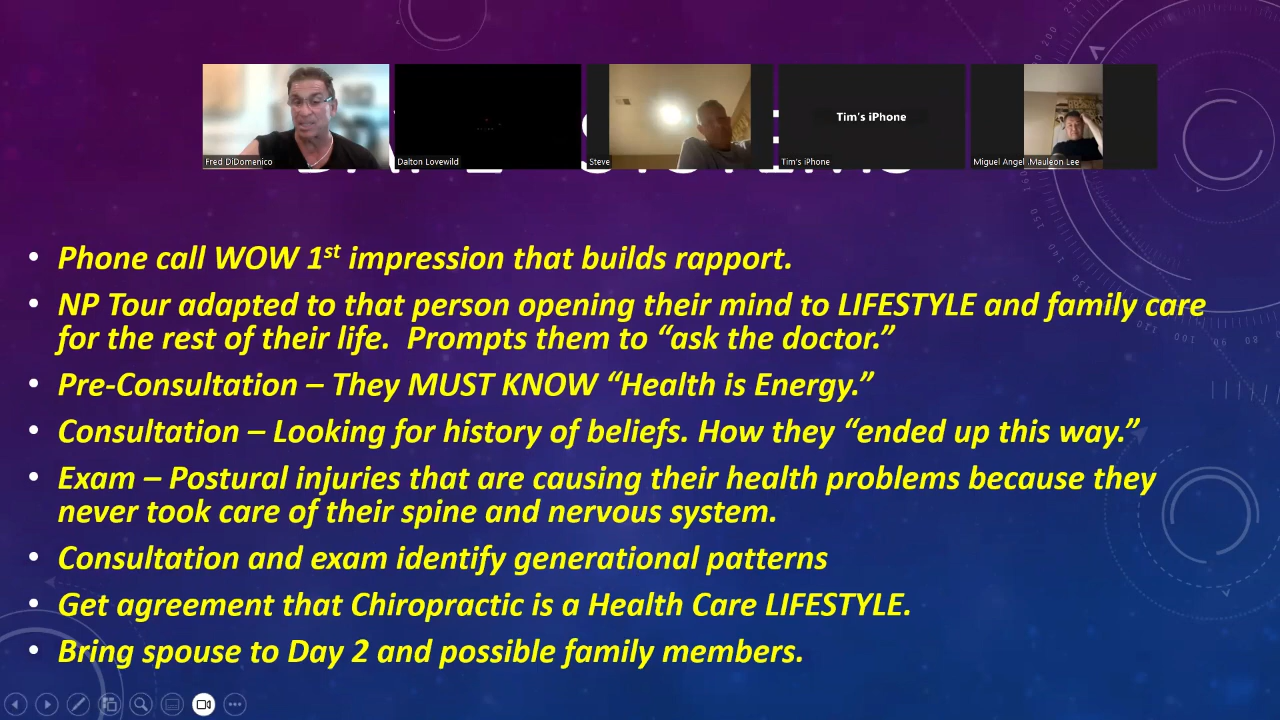 Fred DiDomenico
Dalton Lovewild
Steve
Tim's iPhone
Tim's iPhone
Miguel Angel .Mauleon Lee
• Phone call WOW 1st impression that builds rapport.
• NP Tour adapted to that person opening their mind to LIFESTYLE and family care
for the rest of their life.  Prompts them to “ask the doctor.”
• Pre-Consultation – They MUST KNOW “Health is Energy.”
• Consultation – Looking for history of beliefs. How they “ended up this way.”
• Exam – Postural injuries that are causing their health problems because they
never took care of their spine and nervous system.
• Consultation and exam identify generational patterns
• Get agreement that Chiropractic is a Health Care LIFESTYLE.
• Bring spouse to Day 2 and possible family members.